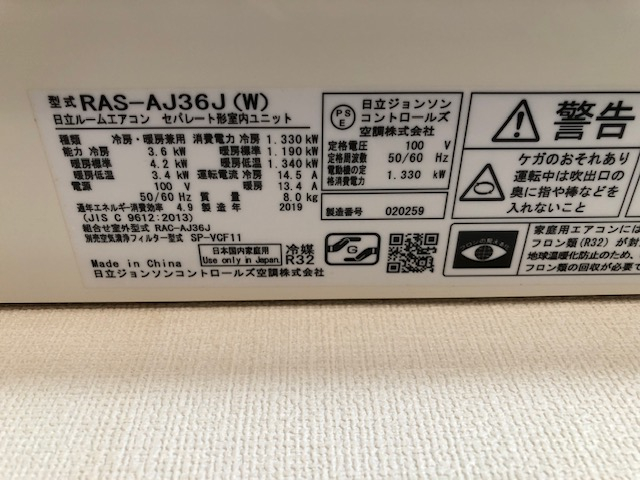 型式 RAS-AJ36J(W)
日立ルームエアコン セパレート形室内ユニット
種類 冷房・暖房兼用 消費電力 冷房 1.330 kW
能力 冷房 3.6 kW 暖房 1.190 kW
暖房標準 4.2 kW 暖房低温 1.340 kW
暖房低温 3.4 kW 運転電流 冷房 14.5 A
電源 100 V 暖房 13.4 A
50/60 Hz 質量 8.0 kg
通年エネルギー消費効率 4.9 製造年 2019
(JIS C 9612:2013)
組合せ室外型式 RAC-AJ36J
別売空気清浄フィルター型式 SP-VCF11
日本国内家庭用
Use only in Japan
冷媒
R32
Made in China
日立ジョンソンコントロールズ空調株式会社
PS
E
日立ジョンソン
コントロールズ
空調株式会社
定格電圧 100 V
定格周波数 50/60 Hz
電動機の定
格消費電力 1.330 kW
製造番号 020259
G
警告
ケガのおそれあり
運転中は吹出口の
奥に指や棒などを
入れないこと
フロンの見える化
家庭用エアコンには
フロン類(R32)が封
地球温暖化防止のため、
フロン類の回収が必要で